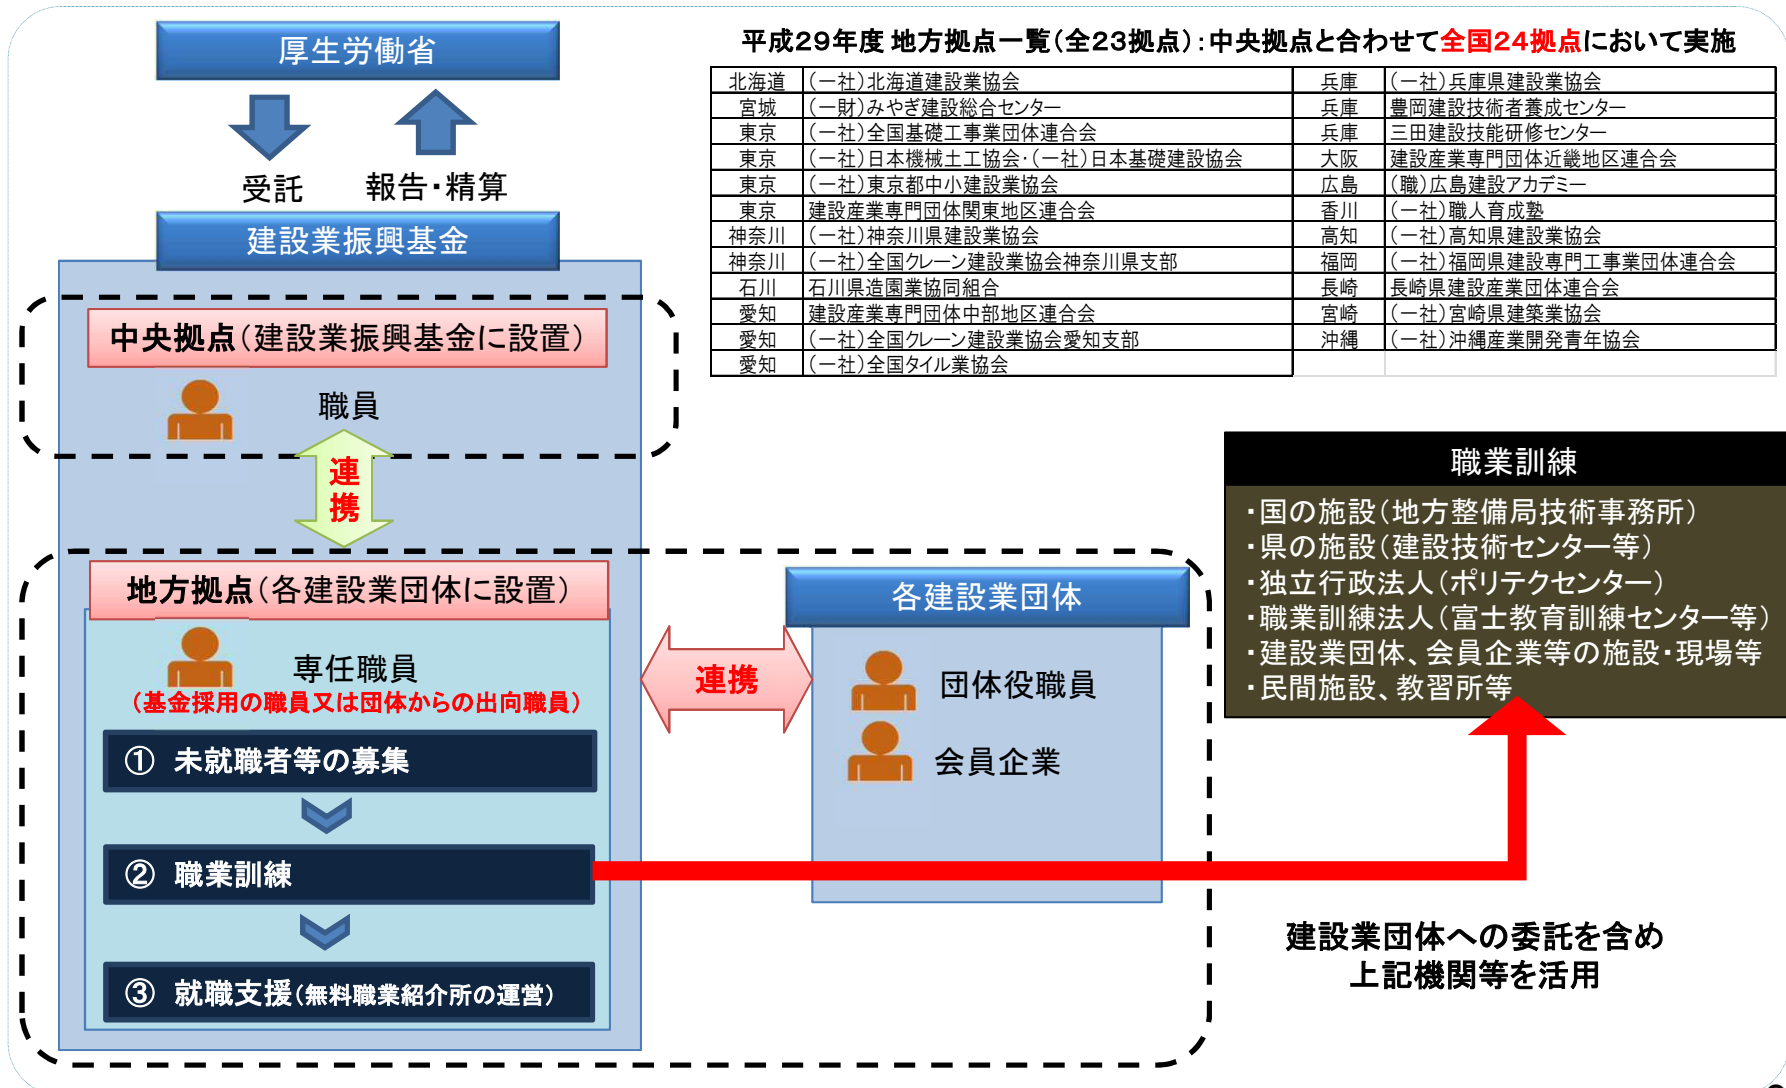 厚生労働省
受託
報告・精算
建設業振興基金
中央拠点(建設業振興基金に設置)
職員
連
携
地方拠点(各建設業団体に設置)
専任職員
(基金採用の職員又は団体からの出向職員)
① 未就職者等の募集
② 職業訓練
③ 就職支援(無料職業紹介所の運営)
連携
各建設業団体
団体役職員
会員企業
平成29年度 地方拠点一覧(全23拠点):中央拠点と合わせて全国24拠点において実施
北海道 (一社)北海道建設業協会 兵庫 (一社)兵庫県建設業協会
宮城 (一財)みやぎ建設総合センター 兵庫 豊岡建設技術者養成センター
東京 (一社)全国基礎工事業団体連合会 兵庫 三田建設技能研修センター
東京 (一社)日本機械土工協会・(一社)日本基礎建設協会 大阪 建設産業専門団体近畿地区連合会
東京 (一社)東京都中小建設業協会 広島 (職)広島建設アカデミー
東京 建設産業専門団体関東地区連合会 香川 (一社)職人育成塾
神奈川 (一社)神奈川県建設業協会 高知 (一社)高知県建設業協会
神奈川 (一社)全国クレーン建設業協会神奈川県支部 福岡 (一社)福岡県建設専門工事業団体連合会
石川 石川県造園業協同組合 長崎 長崎県建設産業団体連合会
愛知 建設産業専門団体中部地区連合会 宮崎 (一社)宮崎県建築業協会
愛知 (一社)全国クレーン建設業協会愛知支部 沖縄 (一社)沖縄産業開発青年協会
愛知 (一社)全国タイル業協会
職業訓練
・国の施設(地方整備局技術事務所)
・県の施設(建設技術センター等)
・独立行政法人(ポリテクセンター)
・職業訓練法人(富士教育訓練センター等)
・建設業団体、会員企業等の施設・現場等
・民間施設、教習所等
建設業団体への委託を含め
上記機関等を活用